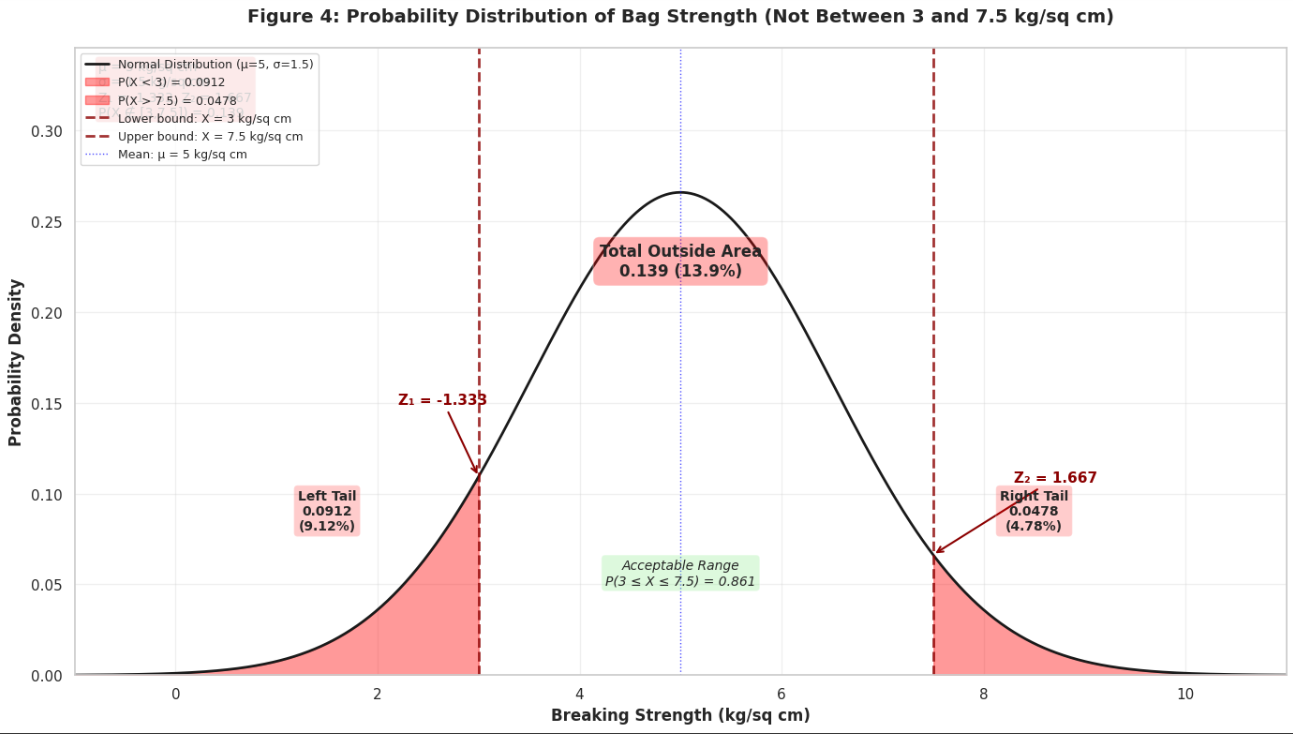 Figure 4: Probability Distribution of Bag Strength (Not Between 3 and 7.5 kg/sq cm)
Normal Distribution (μ=5, σ=1.5)
P(X < 3) = 0.0912
P(X > 7.5) = 0.0478
Lower bound: X = 3 kg/sq cm
Upper bound: X = 7.5 kg/sq cm
Mean: μ = 5 kg/sq cm
Total Outside Area
0.139 (13.9%)
Z₁ = -1.333
Z₂ = 1.667
Left Tail
0.0912
(9.12%)
Right Tail
0.0478
(4.78%)
Acceptable Range
P(3 ≤ X ≤ 7.5) = 0.861
Probability Density
0.30
0.25
0.20
0.15
0.10
0.05
0.00
0 2 4 6 8 10
Breaking Strength (kg/sq cm)